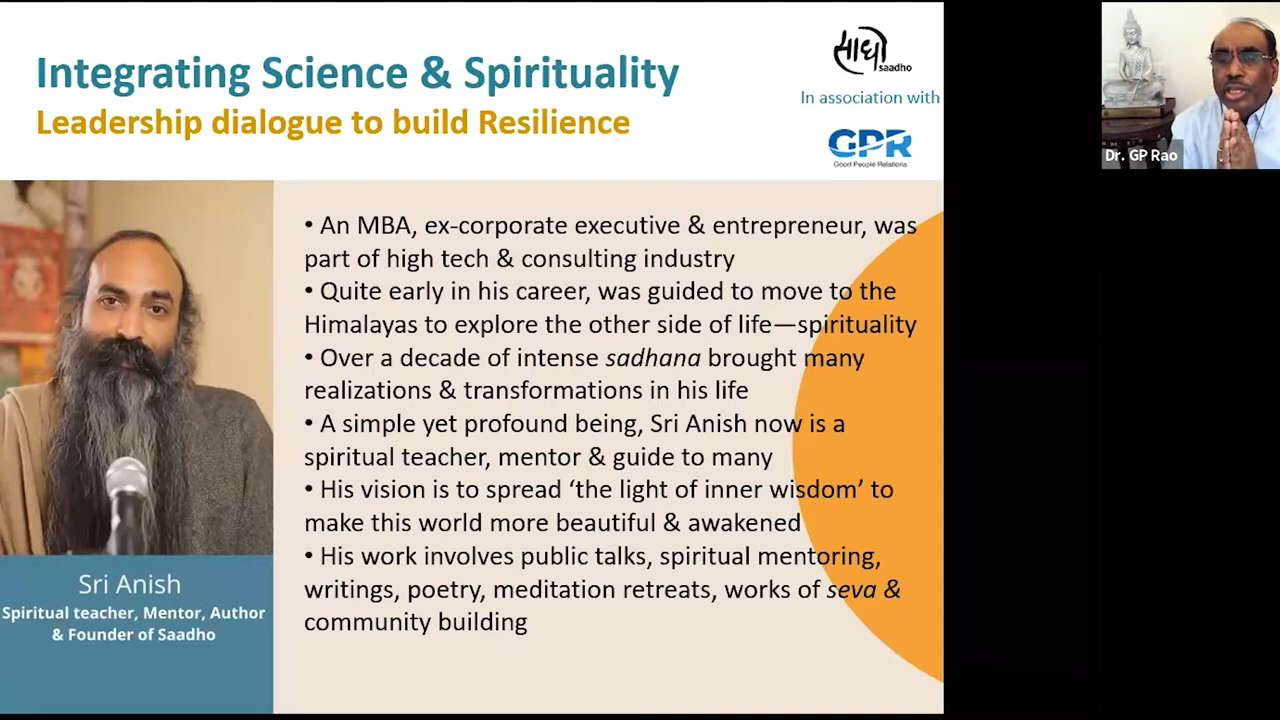 Integrating Science & Spirituality
Leadership dialogue to build Resilience
साधो
saadho
In association with
GPR
Good People Relations
Dr. GP Rao
• An MBA, ex-corporate executive & entrepreneur, was
part of high tech & consulting industry
• Quite early in his career, was guided to move to the
Himalayas to explore the other side of life—spirituality
• Over a decade of intense sadhana brought many
realizations & transformations in his life
• A simple yet profound being, Sri Anish now is a
spiritual teacher, mentor & guide to many
• His vision is to spread ‘the light of inner wisdom’ to
make this world more beautiful & awakened
• His work involves public talks, spiritual mentoring,
writings, poetry, meditation retreats, works of seva &
community building
Sri Anish
Spiritual teacher, Mentor, Author
& Founder of Saadho